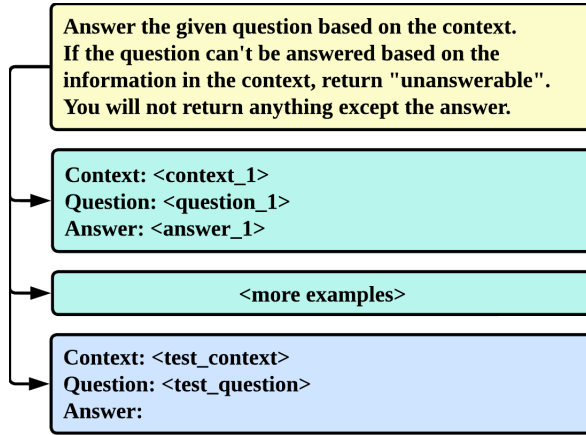 Answer the given question based on the context.
If the question can't be answered based on the
information in the context, return "unanswerable".
You will not return anything except the answer.
Context: <context_1>
Question: <question_1>
Answer: <answer_1>
<more examples>
Context: <test_context>
Question: <test_question>
Answer: